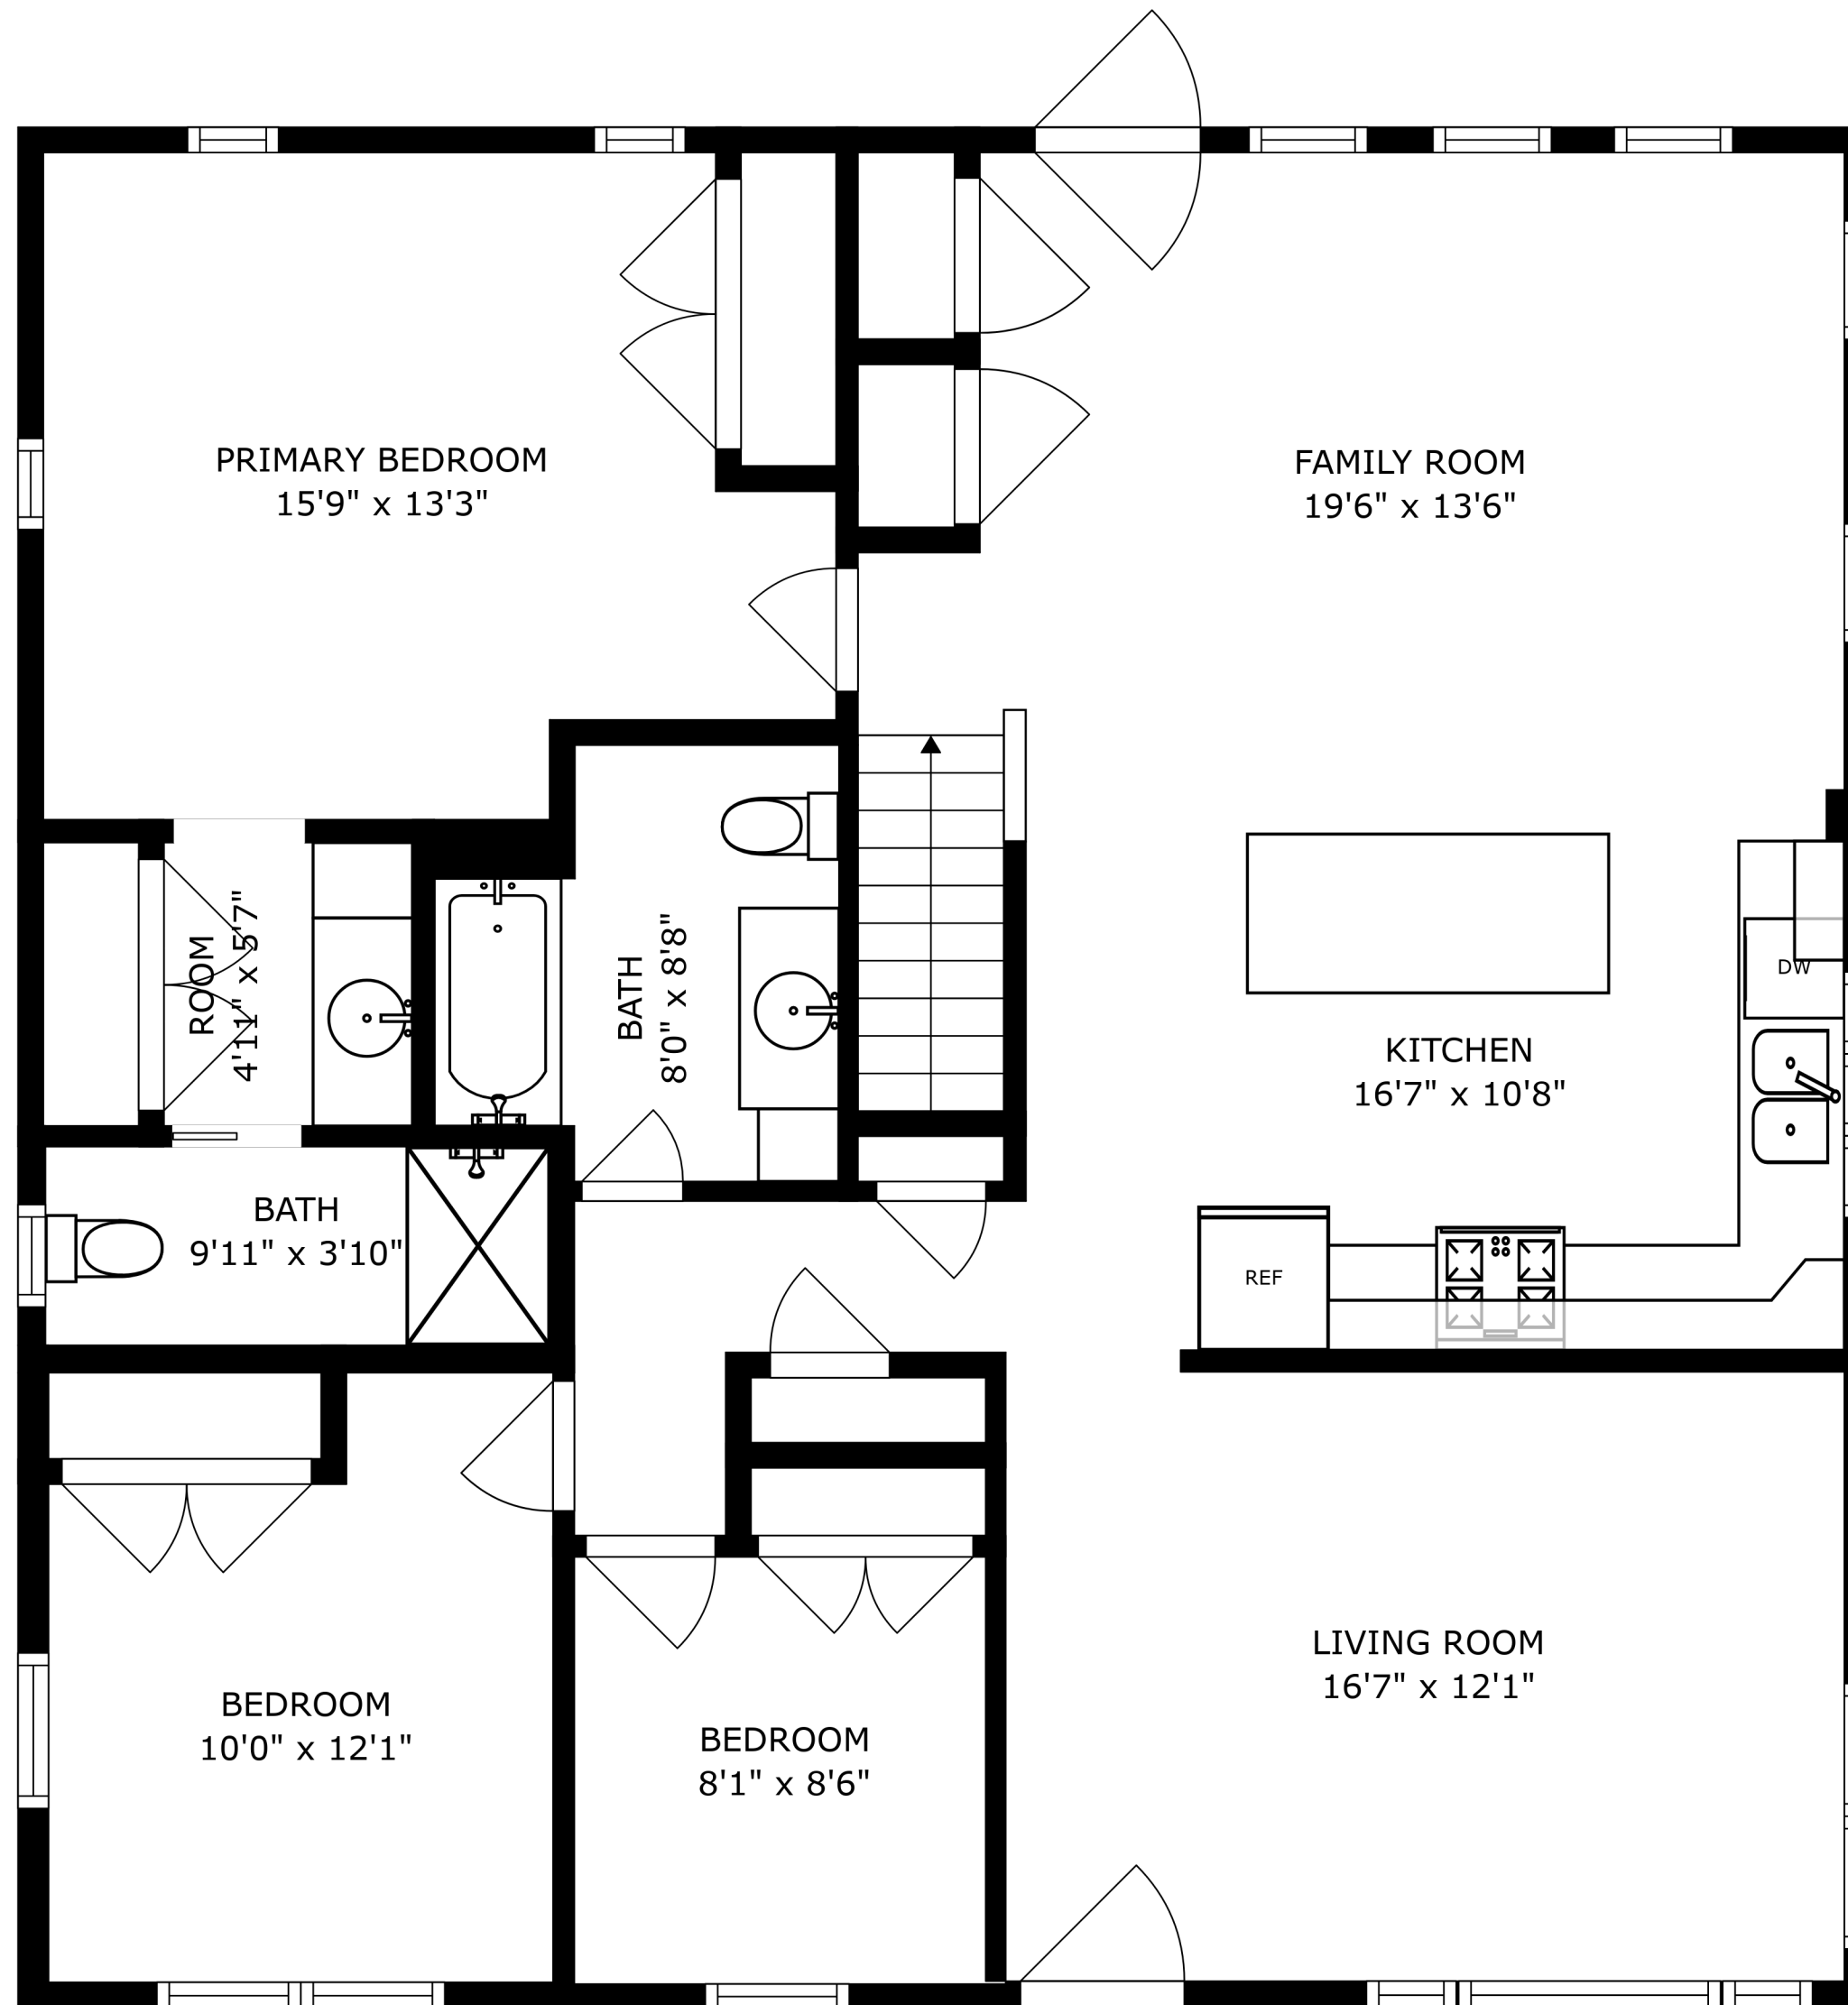 PRIMARY BEDROOM
15'9" x 13'3"
FAMILY ROOM
19'6" x 13'6"
ROOM
4'11" x 5'7"
BATH
8'0" x 8'8"
DW
KITCHEN
16'7" x 10'8"
BATH
9'11" x 3'10"
REF
LIVING ROOM
16'7" x 12'1"
BEDROOM
10'0" x 12'1"
BEDROOM
8'1" x 8'6"